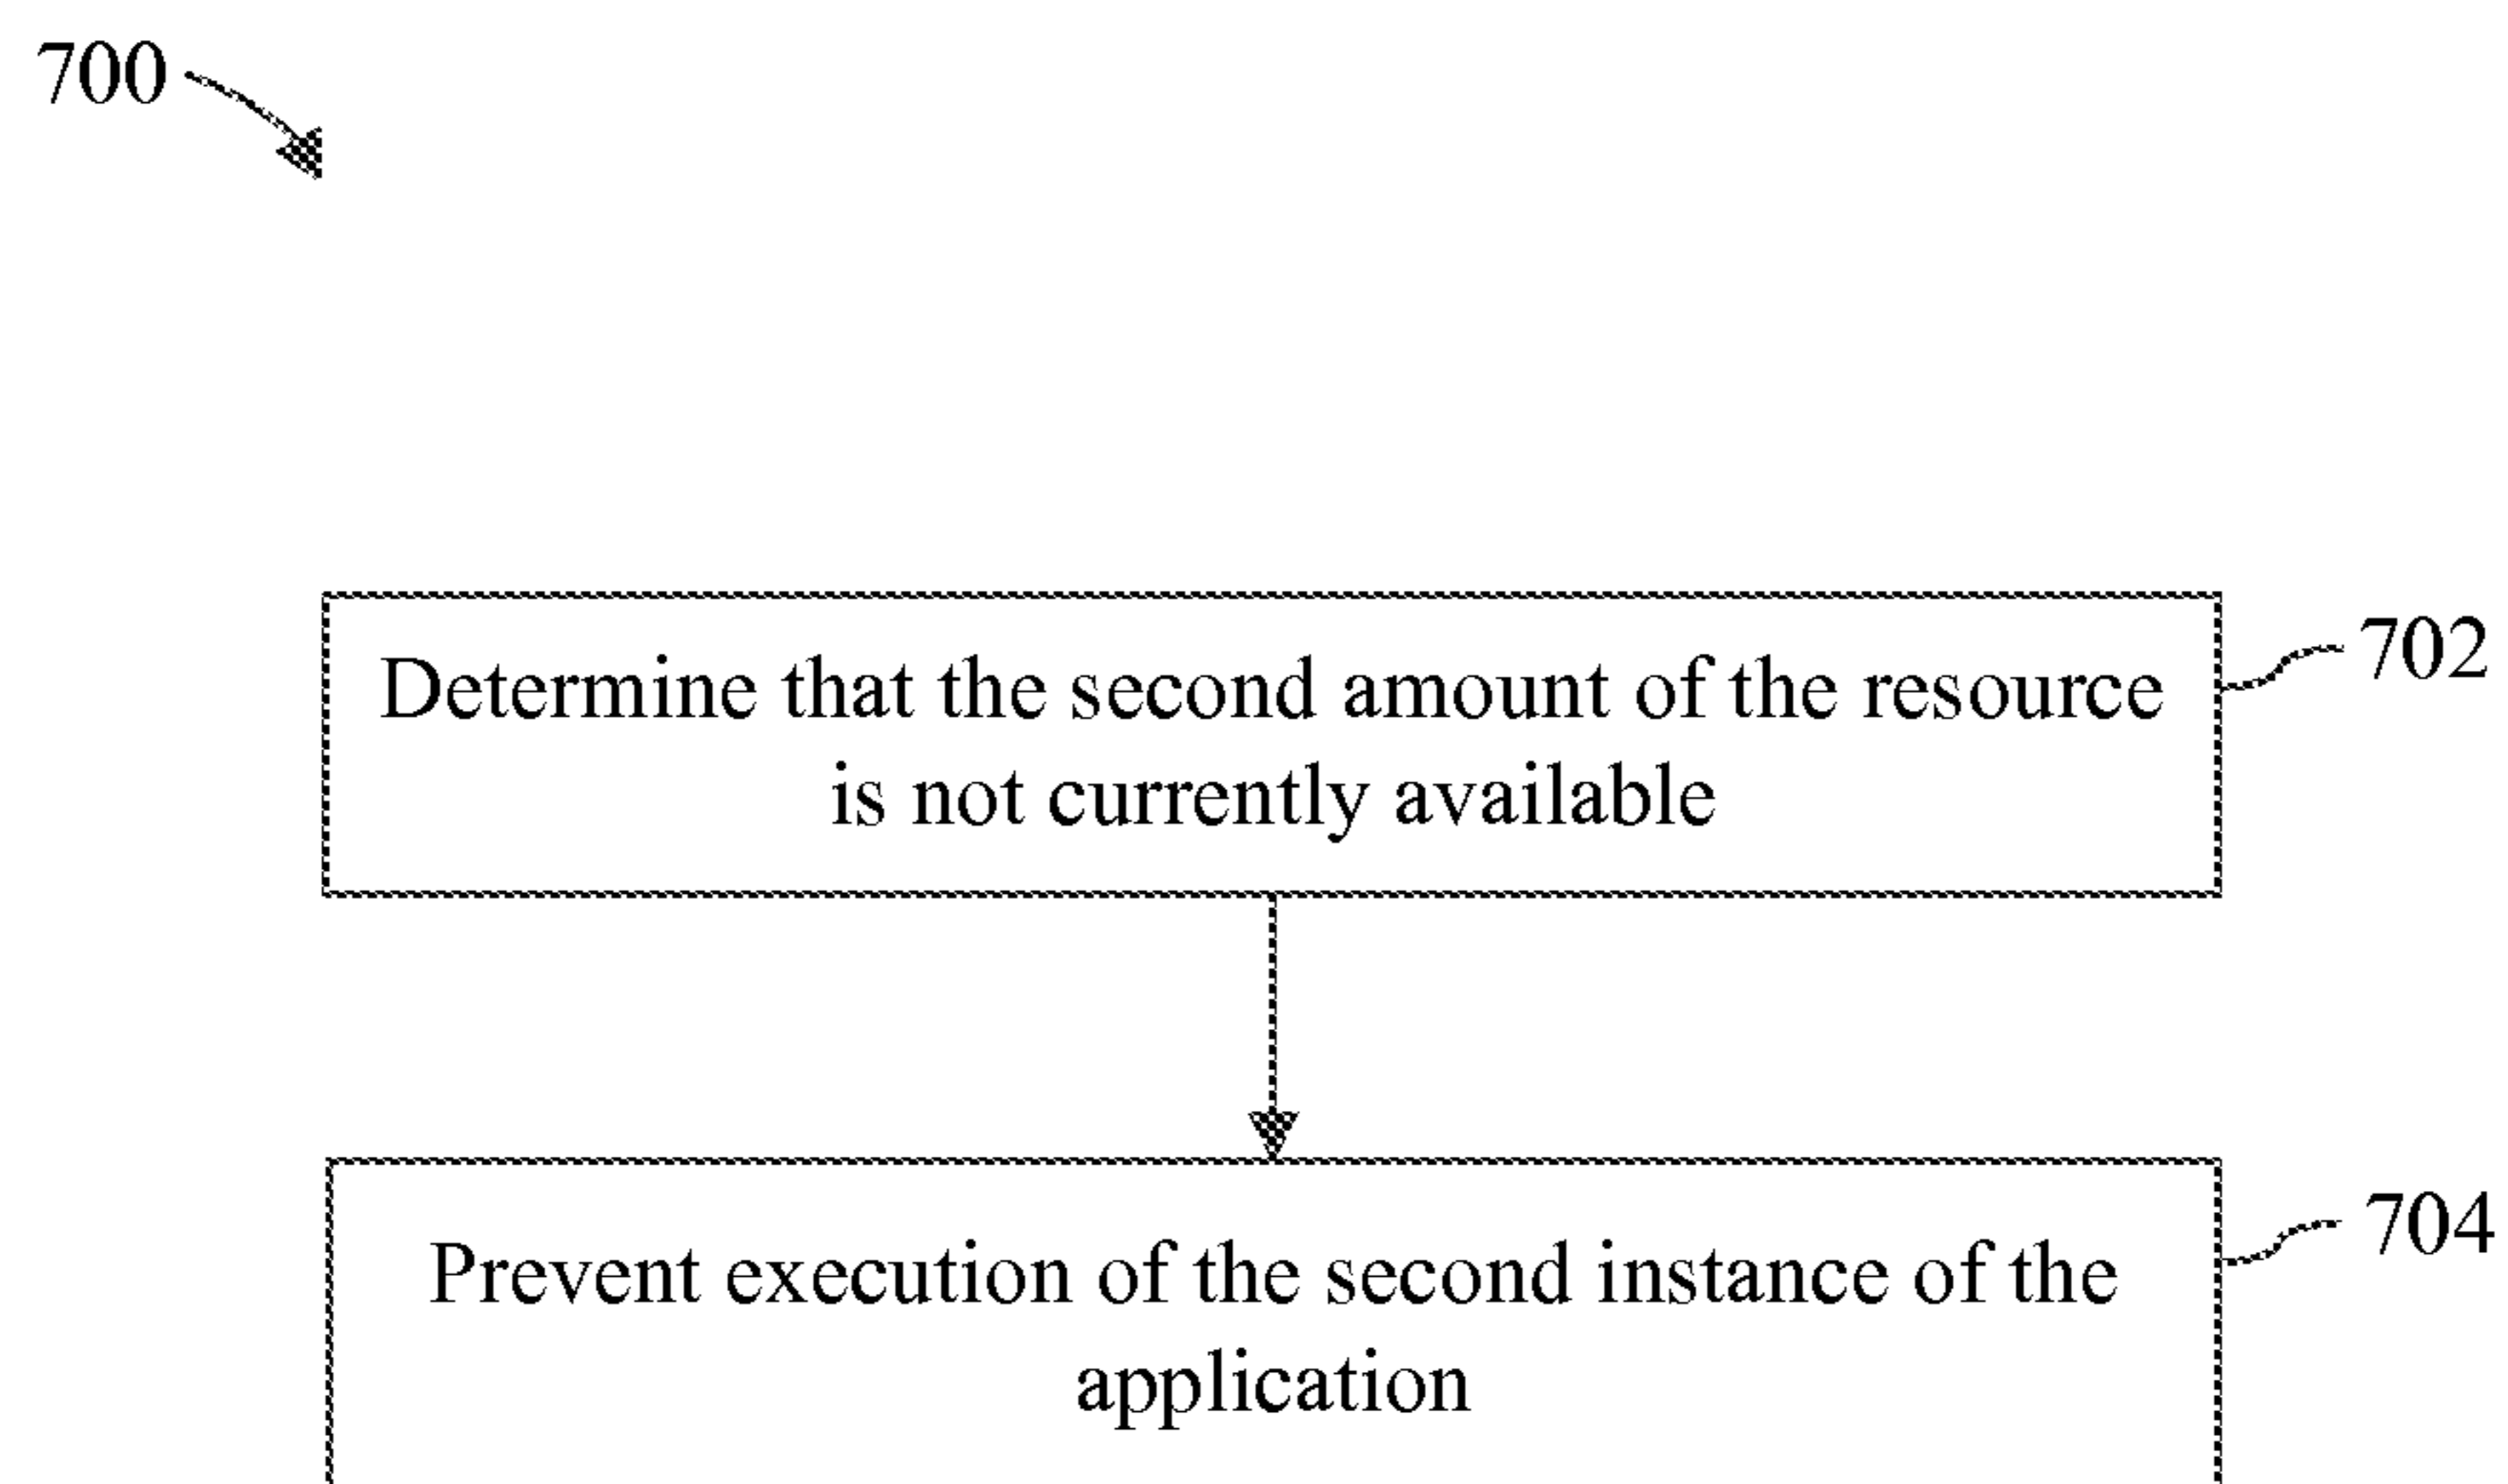 700
Determine that the second amount of the resource
is not currently available
702
Prevent execution of the second instance of the
application
704